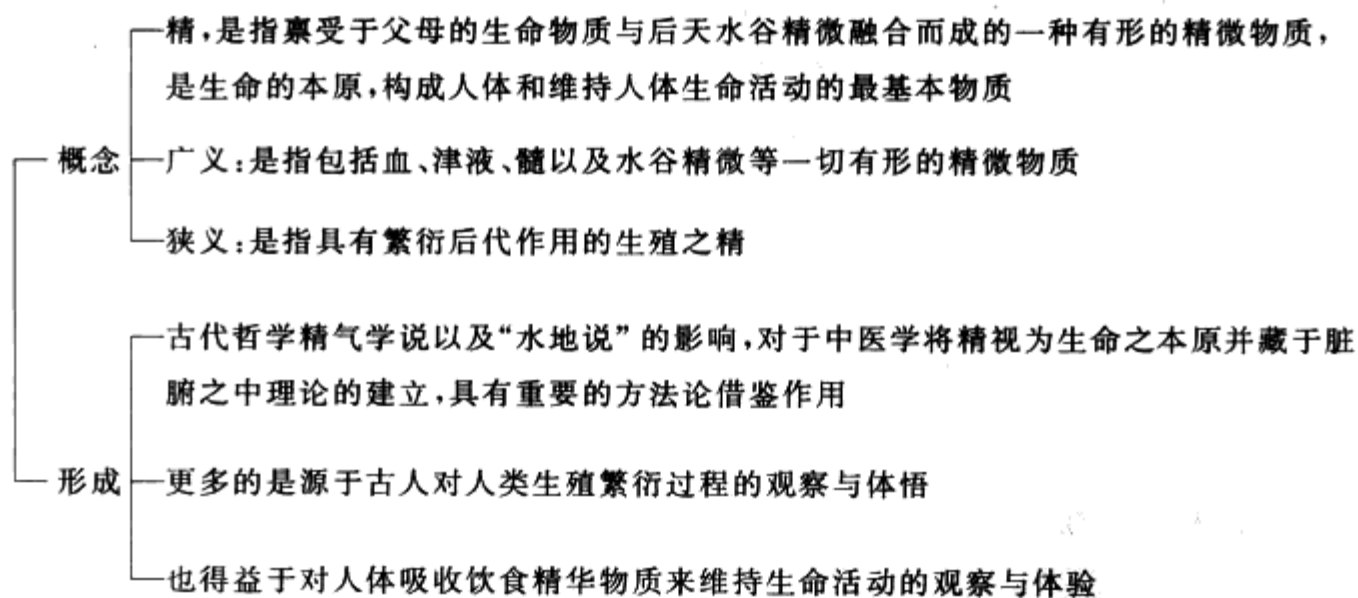 精,是指禀受于父母的生命物质与后天水谷精微融合而成的一种有形的精微物质,
是生命的本原,构成人体和维持人体生命活动的最基本物质
概念
广义:是指包括血、津液、髓以及水谷精微等一切有形的精微物质
狭义:是指具有繁衍后代作用的生殖之精
古代哲学精气学说以及“水地说”的影响,对于中医学将精视为生命之本原并藏于脏
腑之中理论的建立,具有重要的方法论借鉴作用
形成
更多的是源于古人对人类生殖繁衍过程的观察与体悟
也得益于对人体吸收饮食精华物质来维持生命活动的观察与体验